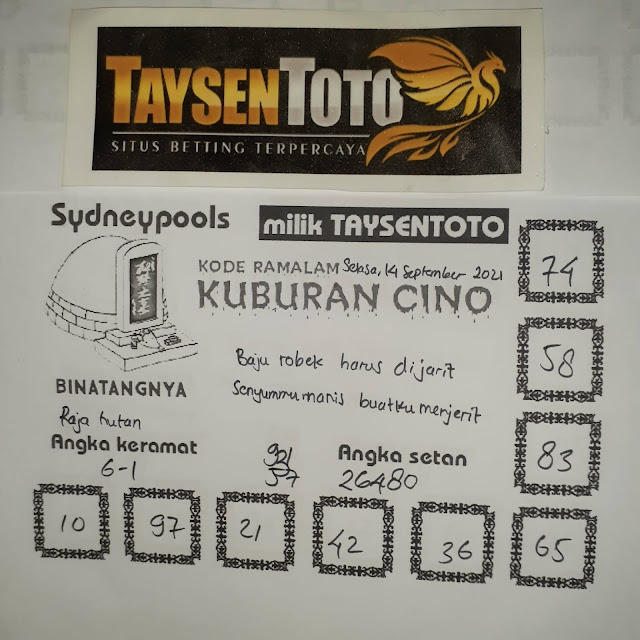 TAYSENTOTO
SITUS BETTING TERPERCAYA
Sydneypools
milik TAYSENTOTO
KODE RAMALAM Selasa, 14 September 2021
KUBURAN CINO
74
Baju robek harus dijarit
58
Senyummu manis buatku menjerit
BINATANGNYA
Raja hutan
Angka keramat
6-1
921
57
Angka setan
26480
83
10
97
21
42
36
65